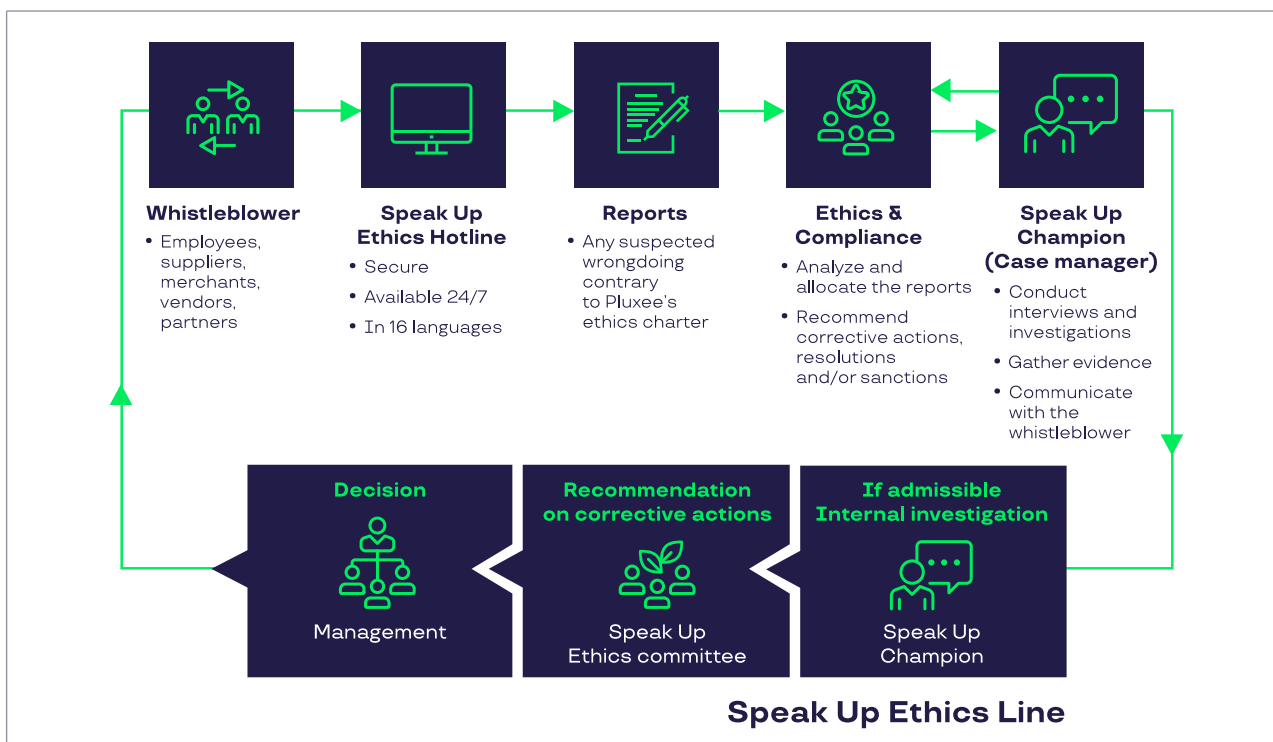 Whistleblower
• Employees,
suppliers,
merchants,
vendors,
partners
Speak Up
Ethics Hotline
• Secure
• Available 24/7
• In 16 languages
Reports
• Any suspected
wrongdoing
contrary
to Pluxee's
ethics charter
Ethics &
Compliance
• Analyze and
allocate the reports
• Recommend
corrective actions,
resolutions
and/or sanctions
Speak Up
Champion
(Case manager)
• Conduct
interviews and
investigations
• Gather evidence
• Communicate
with the
whistleblower
Decision
Management
Recommendation
on corrective actions
Speak Up
Ethics committee
If admissible
Internal investigation
Speak Up
Champion
Speak Up Ethics Line